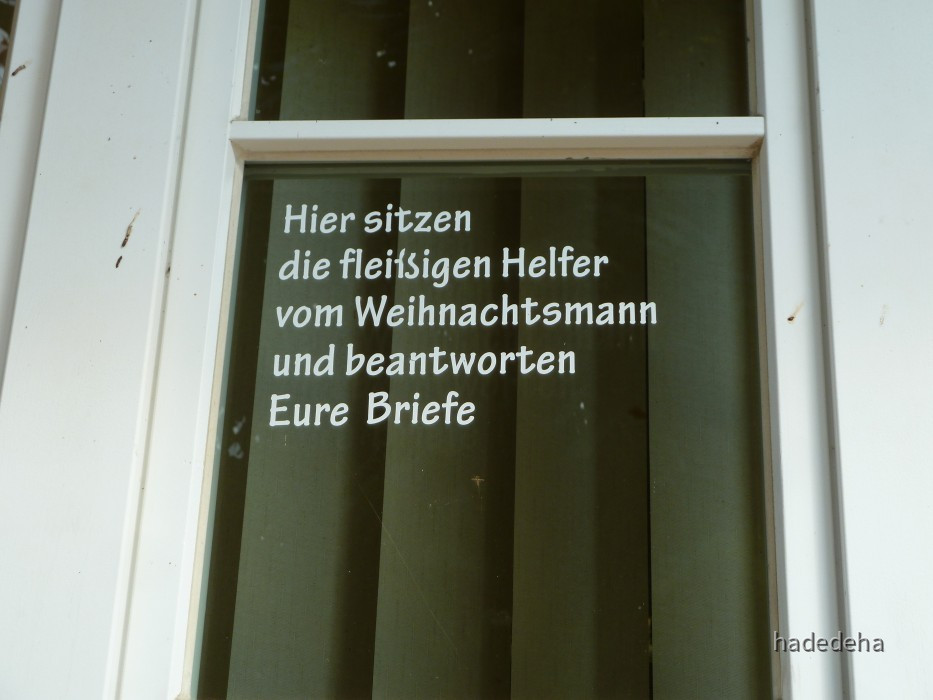 Hier sitzen
die fleißigen Helfer
vom Weihnachtsmann
und beantworten
Eure Briefe
hadedeha